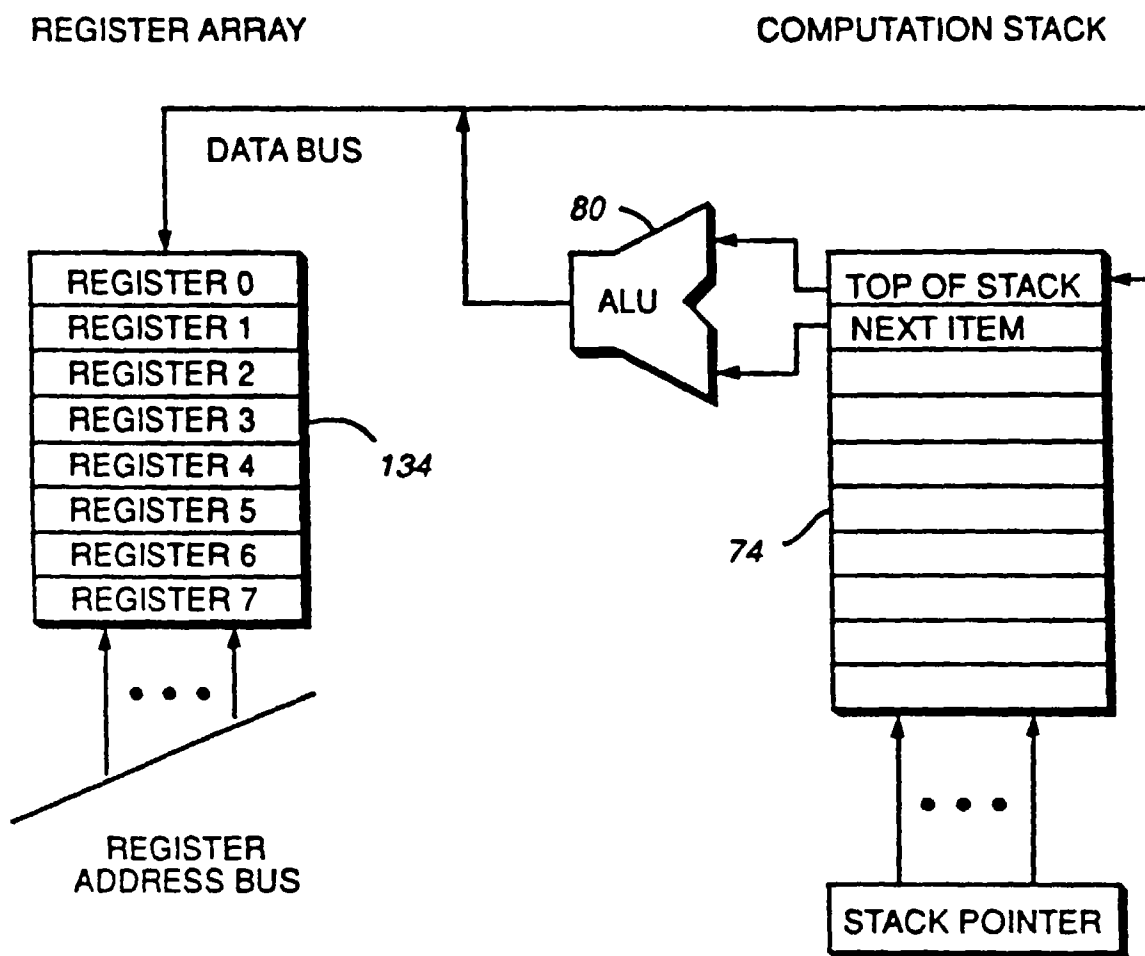 REGISTER ARRAY
COMPUTATION STACK
DATA BUS
80
REGISTER 0
REGISTER 1
REGISTER 2
REGISTER 3
REGISTER 4
REGISTER 5
REGISTER 6
REGISTER 7
134
ALU
TOP OF STACK
NEXT ITEM
74
REGISTER
ADDRESS BUS
STACK POINTER